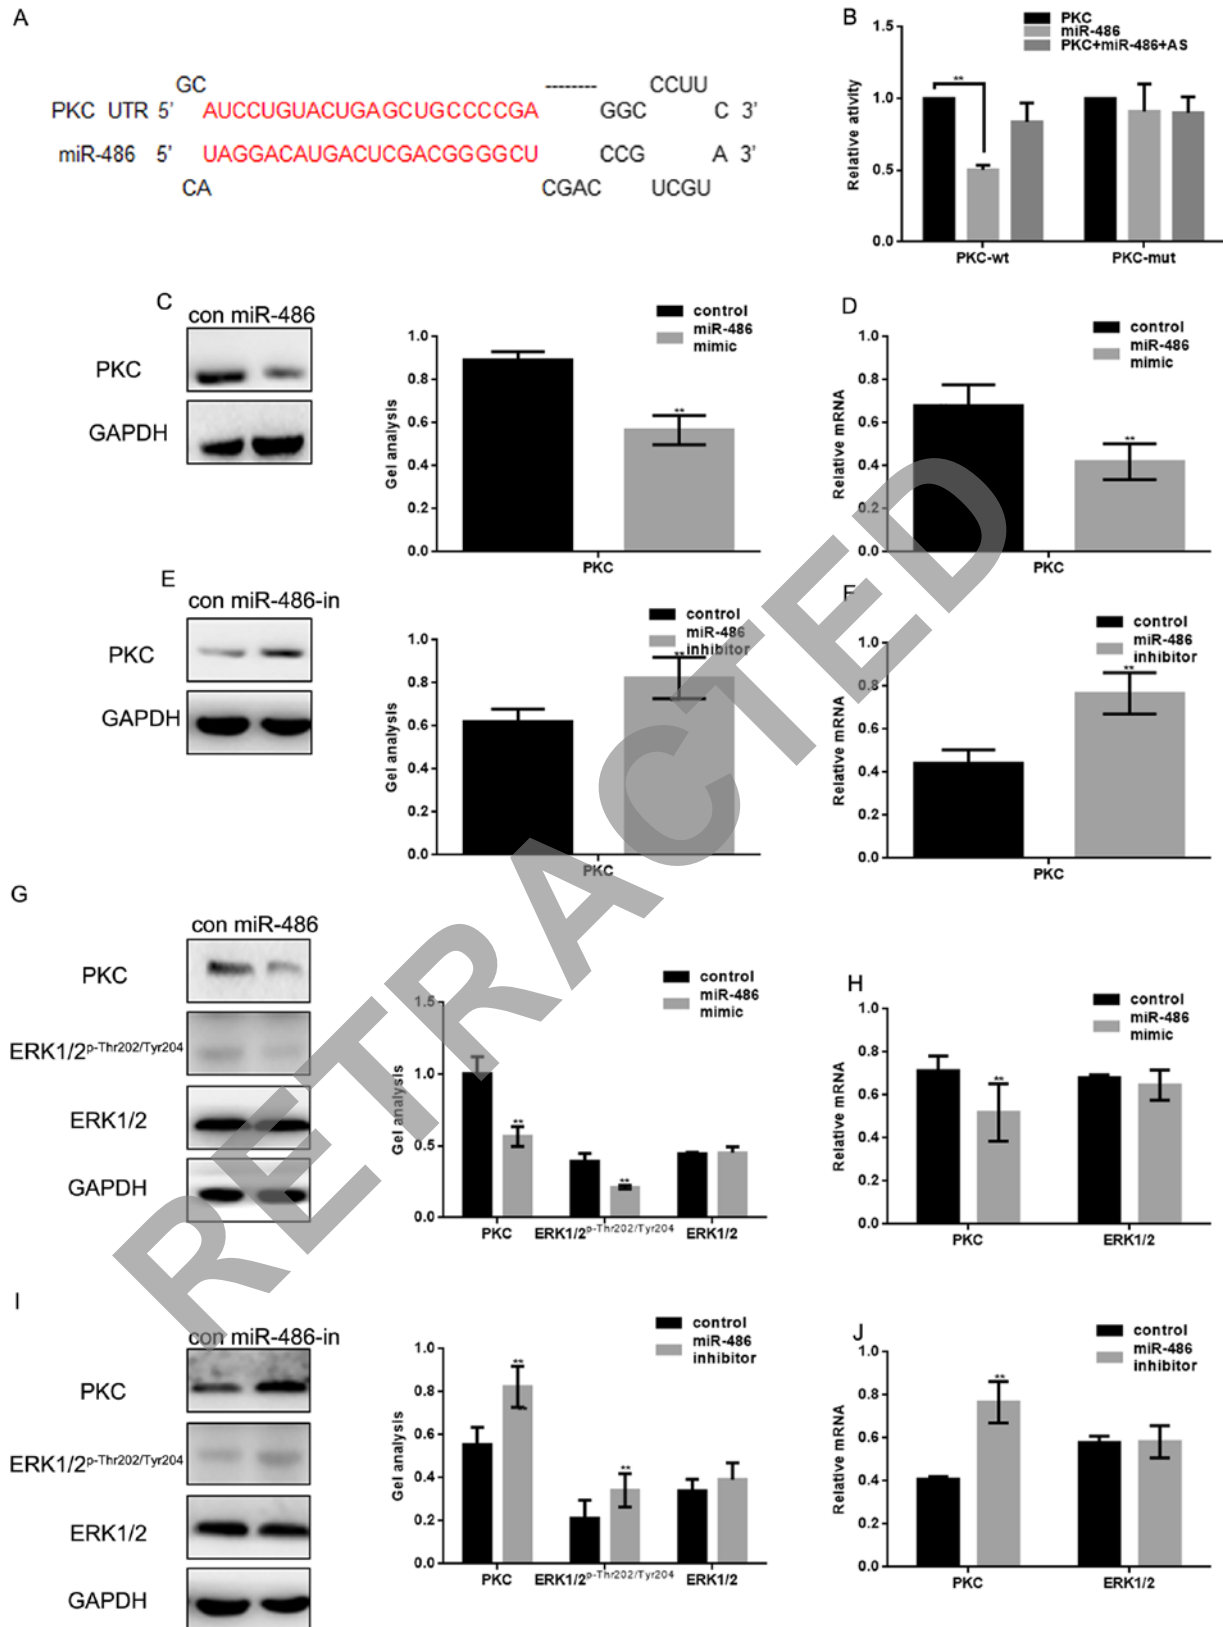 A
GC
--------
CCUU
PKC UTR 5' AUCCUGUACUGAGCUGCCCCGA GGC C 3'
miR-486 5' UAGGACAUGACUCGACGGGGCU CCG A 3'
CA
CGAC
UCGU
B
PKC
miR-486
PKC+miR-486+AS
Relative ativity
1.5
1.0
0.5
0.0
**
PKC-wt
PKC-mut
C
con miR-486
PKC
GAPDH
control
miR-486
mimic
Gel analysis
1.0
0.8
0.6
0.4
0.2
0.0
**
PKC
D
control
miR-486
mimic
Relative mRNA
1.0
0.8
0.6
0.4
0.2
0.0
**
PKC
E
con miR-486-in
PKC
GAPDH
control
miR-486
inhibitor
Gel analysis
1.0
0.8
0.6
0.4
0.2
0.0
**
PKC
F
control
miR-486
inhibitor
Relative mRNA
1.0
0.8
0.6
0.4
0.2
0.0
**
PKC
G
con miR-486
PKC
ERK1/2p-Thr202/Tyr204
ERK1/2
GAPDH
control
miR-486
mimic
Gel analysis
1.5
1.0
0.5
0.0
**
**
PKC
ERK1/2p-Thr202/Tyr204
ERK1/2
H
control
miR-486
mimic
Relative mRNA
1.0
0.8
0.6
0.4
0.2
0.0
**
PKC
ERK1/2
I
con miR-486-in
PKC
ERK1/2p-Thr202/Tyr204
ERK1/2
GAPDH
control
miR-486
inhibitor
Gel analysis
1.0
0.8
0.6
0.4
0.2
0.0
**
**
PKC
ERK1/2p-Thr202/Tyr204
ERK1/2
J
control
miR-486
inhibitor
Relative mRNA
1.0
0.8
0.6
0.4
0.2
0.0
**
PKC
ERK1/2
RETRACTED